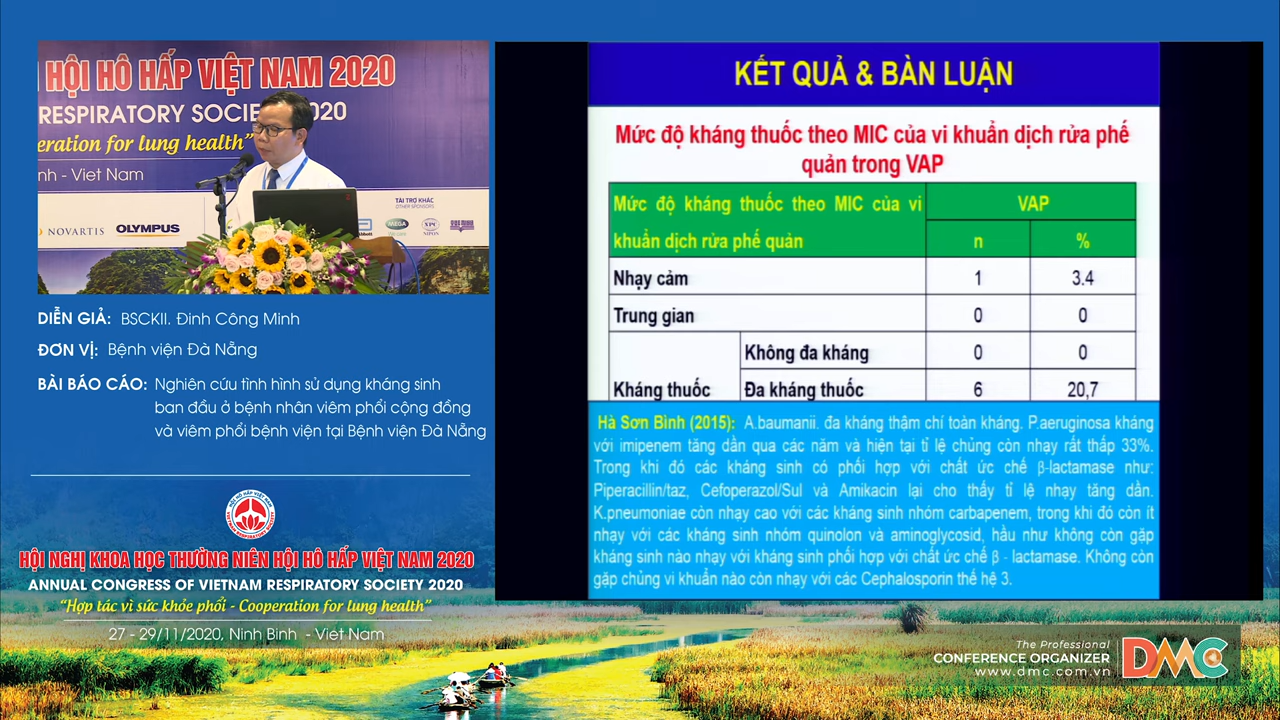 HỘI HÔ HẤP VIỆT NAM 2020
RESPIRATORY SOCIE 2020
eration for lung health”
nh - Viet Nam
TÀI TRỢ KHÁC
OTHER SPONSORS
NOVARTIS
OLYMPUS
Abbott
MEGA
NIPON
DIỄN GIẢ: BSCKII. Đinh Công Minh
ĐƠN VỊ: Bệnh viện Đà Nẵng
BÀI BÁO CÁO: Nghiên cứu tình hình sử dụng kháng sinh
ban đầu ở bệnh nhân viêm phổi cộng đồng
và viêm phổi bệnh viện tại Bệnh viện Đà Nẵng
HỘI HÔ HẤP VIỆT NAM
HỘI NGHỊ KHOA HỌC THƯỜNG NIÊN HỘI HÔ HẤP VIỆT NAM 2020
ANNUAL CONGRESS OF VIETNAM RESPIRATORY SOCIETY 2020
“Hợp tác vì sức khỏe phổi - Cooperation for lung health”
27 - 29/11/2020, Ninh Binh - Viet Nam
KẾT QUẢ & BÀN LUẬN
Mức độ kháng thuốc theo MIC của vi khuẩn dịch rửa phế
quản trong VAP
Mức độ kháng thuốc theo MIC của vi
khuẩn dịch rửa phế quản
VAP
n %
Nhạy cảm 1 3.4
Trung gian 0 0
Không đa kháng 0 0
Kháng thuốc Đa kháng thuốc 6 20,7
Hà Sơn Bình (2015): A.baumanii. đa kháng thậm chí toàn kháng. P.aeruginosa kháng
với imipenem tăng dần qua các năm và hiện tại tỉ lệ chủng còn nhạy rất thấp 33%.
Trong khi đó các kháng sinh có phối hợp với chất ức chế β-lactamase như:
Piperacillin/taz, Cefoperazol/Sul và Amikacin lại cho thấy tỉ lệ nhạy tăng dần.
K.pneumoniae còn nhạy cao với các kháng sinh nhóm carbapenem, trong khi đó còn ít
nhạy với các kháng sinh nhóm quinolon và aminoglycosid, hầu như không còn gặp
kháng sinh nào nhạy với kháng sinh phối hợp với chất ức chế β - lactamase. Không còn
gặp chủng vi khuẩn nào còn nhạy với các Cephalosporin thế hệ 3.
The Professional
CONFERENCE ORGANIZER
www.dmc.com.vn
DMC